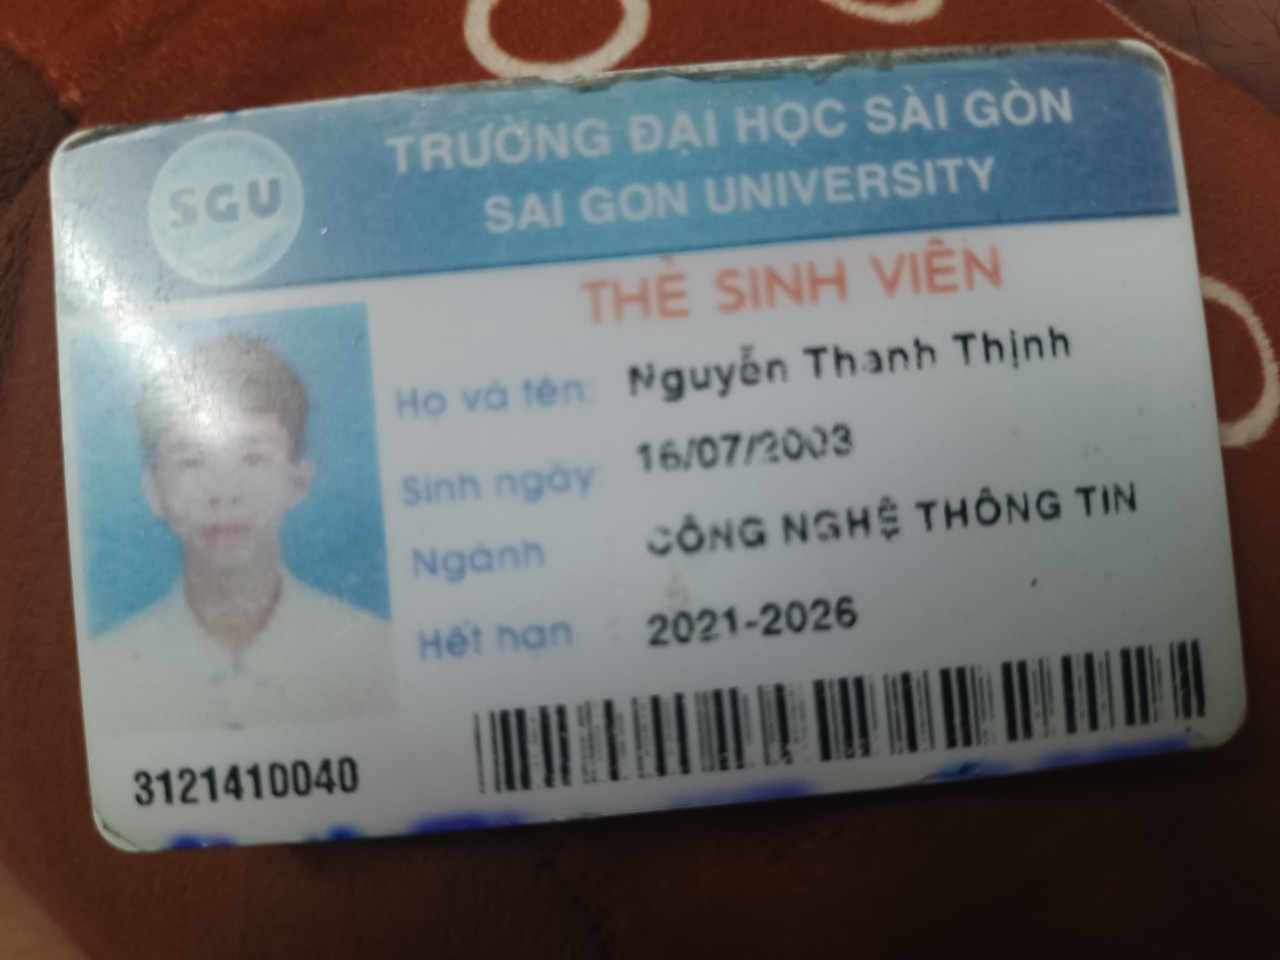 SGU
TRƯỜNG ĐẠI HỌC SÀI GÒN
SAI GON UNIVERSITY
THẺ SINH VIÊN
Họ và tên: Nguyễn Thanh Thịnh
Sinh ngày: 16/07/2003
Ngành CÔNG NGHỆ THÔNG TIN
Hết hạn 2021-2026
3121410040